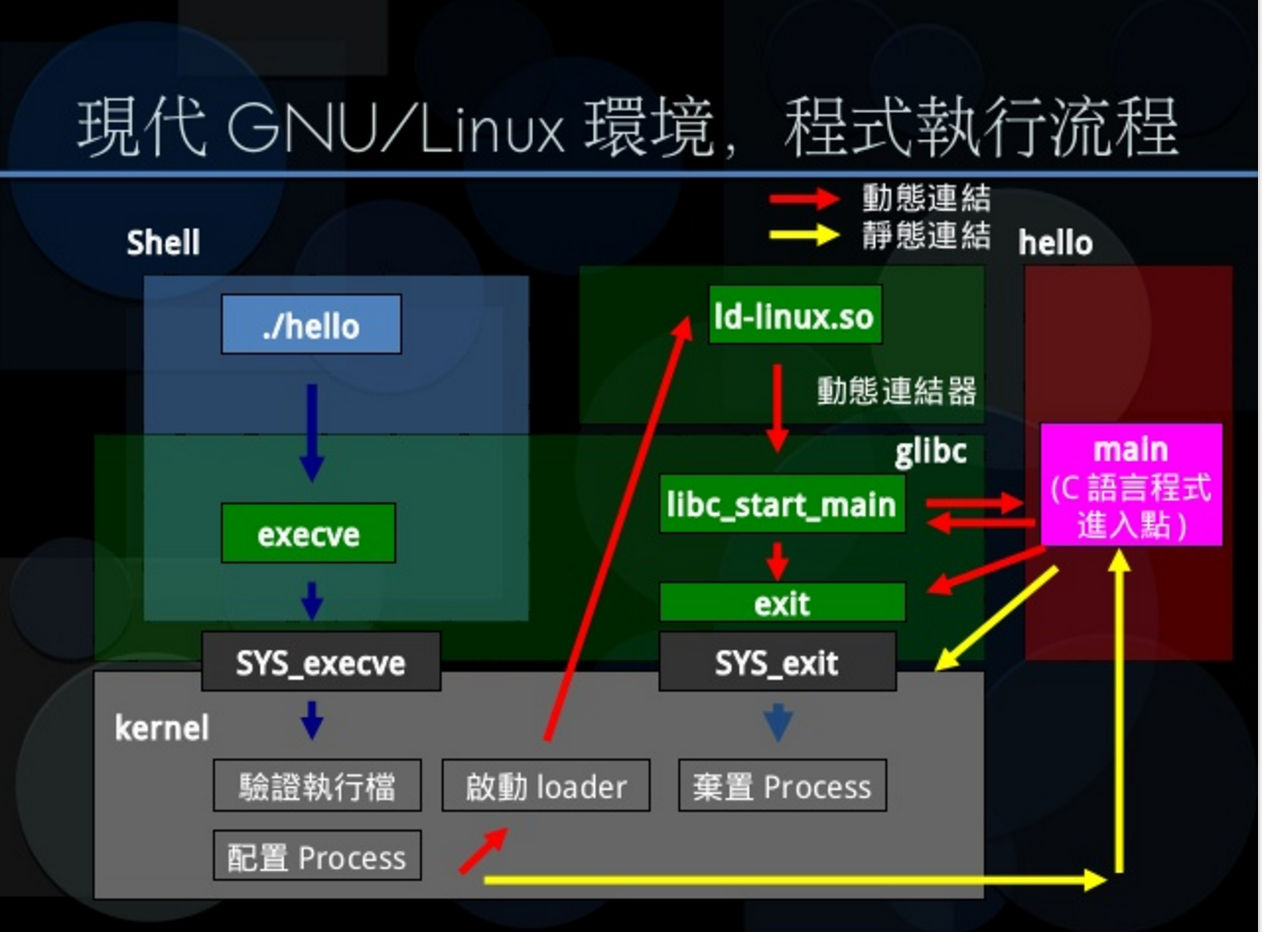 現代 GNU/Linux 環境，程式執行流程
動態連結
靜態連結
Shell
hello
./hello
ld-linux.so
動態連結器
glibc
main
(C 語言程式
進入點)
libc_start_main
execve
exit
SYS_execve
SYS_exit
kernel
驗證執行檔
啟動 loader
棄置 Process
配置 Process